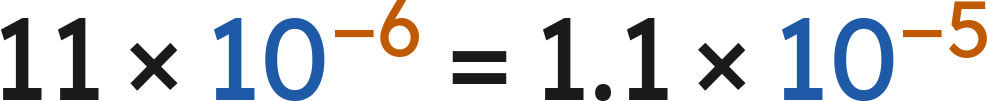 11 × 10⁻⁶ = 1.1 × 10⁻⁵